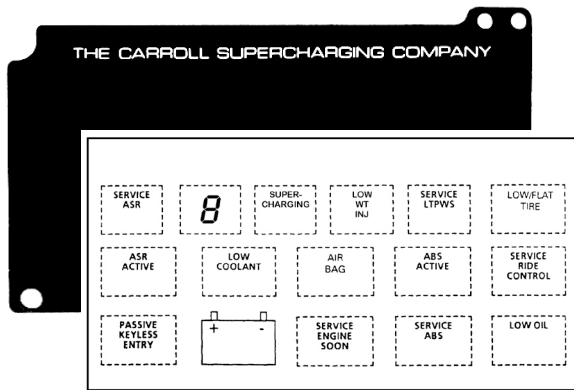 THE CARROLL SUPERCHARGING COMPANY
SERVICE
ASR
8
SUPER-
CHARGING
LOW
WT
INJ
SERVICE
LTPWS
LOW/FLAT
TIRE
ASR
ACTIVE
LOW
COOLANT
AIR
BAG
ABS
ACTIVE
SERVICE
RIDE
CONTROL
PASSIVE
KEYLESS
ENTRY
+ -
SERVICE
ENGINE
SOON
SERVICE
ABS
LOW OIL